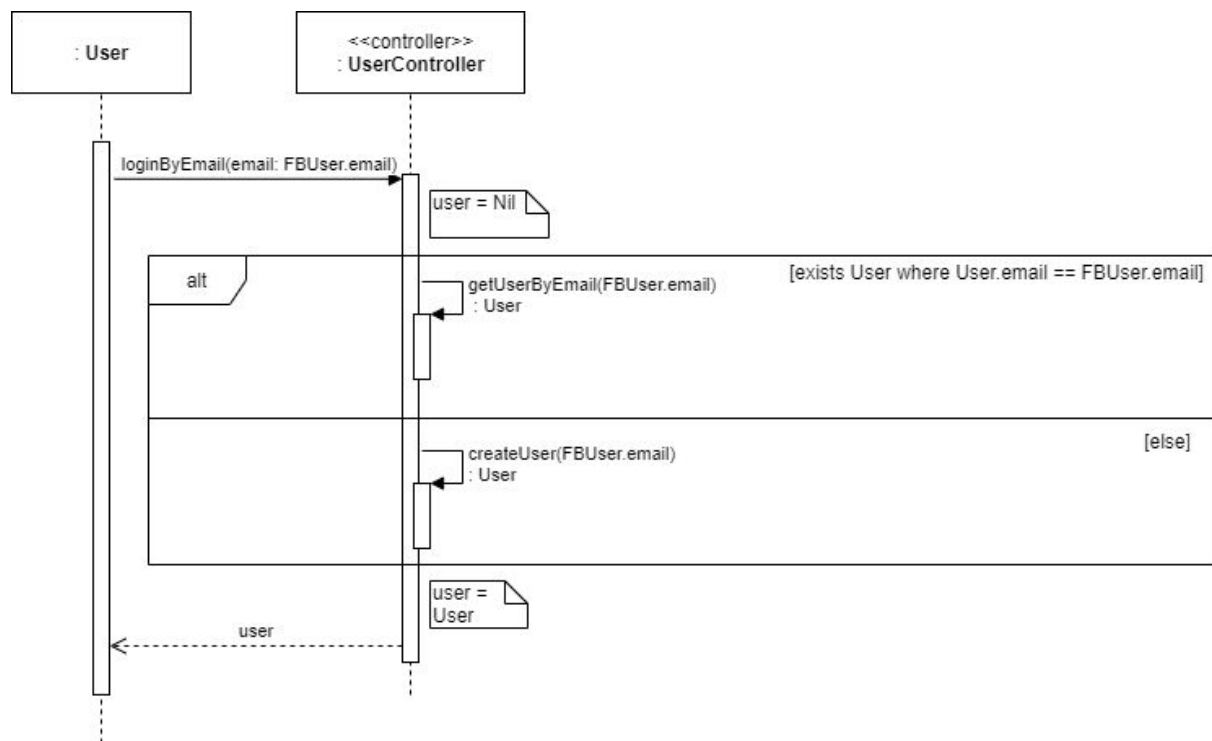 : User
<<controller>>
: UserController
loginByEmail(email: FBUser.email)
user = Nil
alt
[exists User where User.email == FBUser.email]
getUserByEmail(FBUser.email)
: User
[else]
createUser(FBUser.email)
: User
user =
User
user